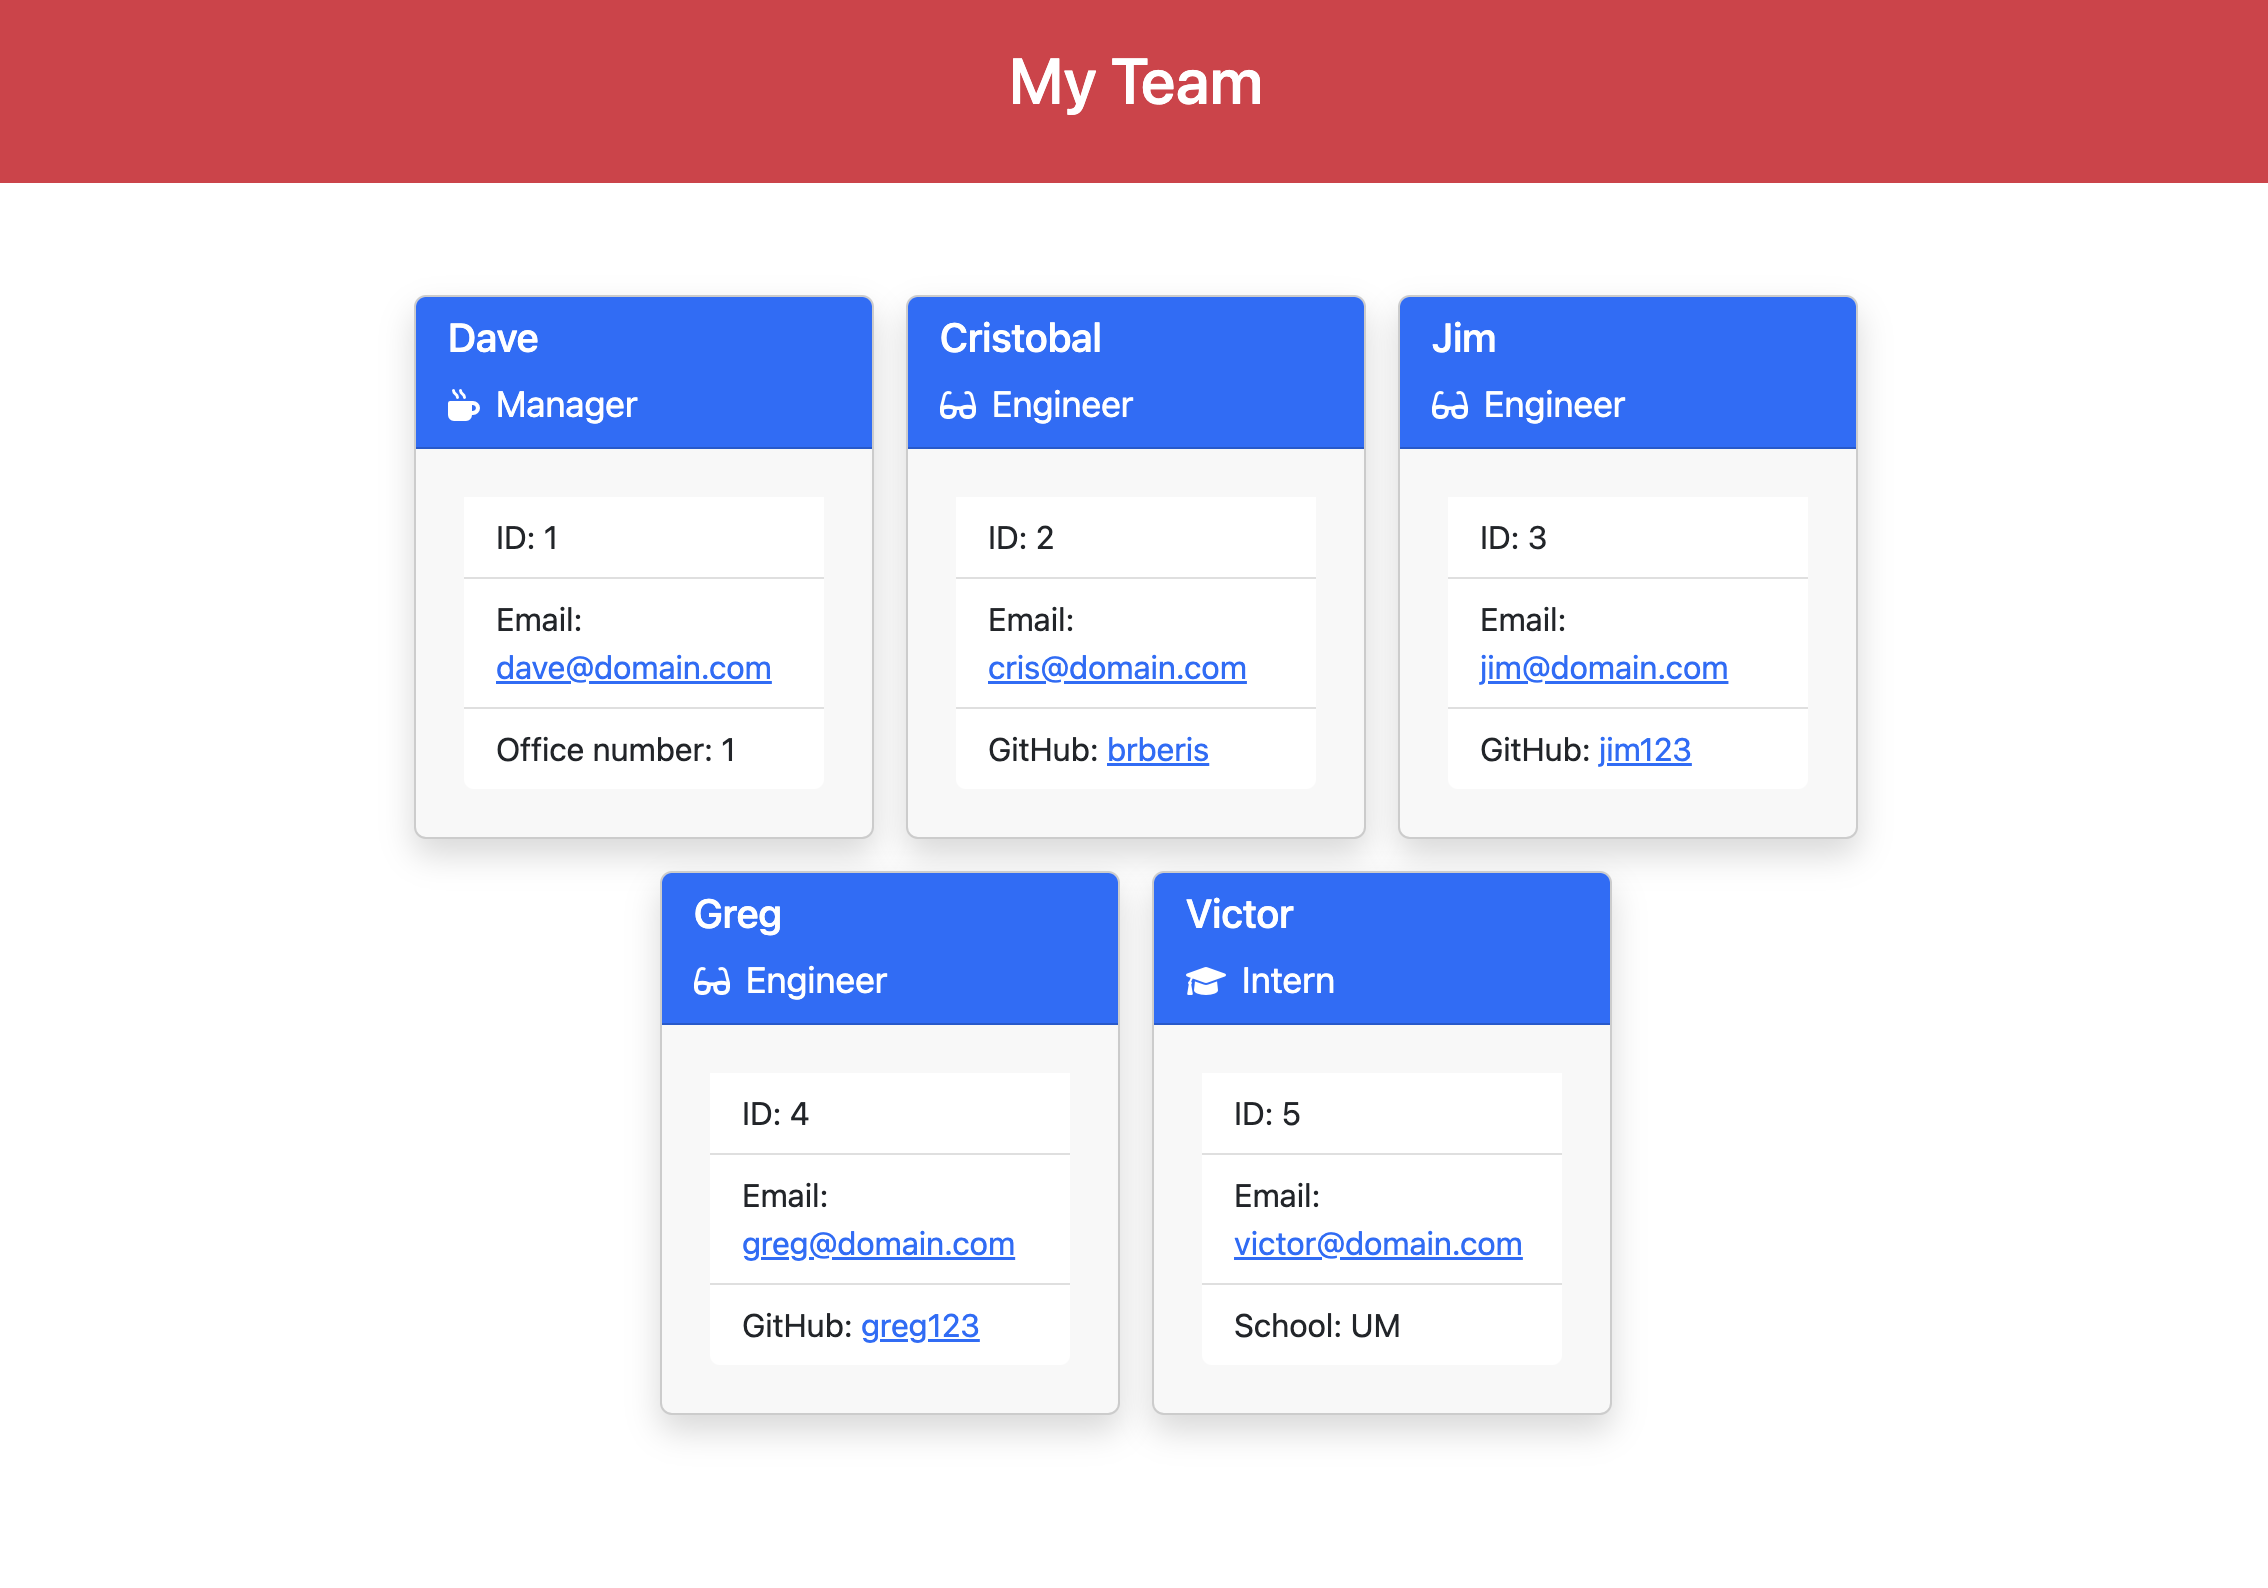 My Team
Dave
Manager
ID: 1
Email:
dave@domain.com
Office number: 1
Cristobal
Engineer
ID: 2
Email:
cris@domain.com
GitHub: brberis
Jim
Engineer
ID: 3
Email:
jim@domain.com
GitHub: jim123
Greg
Engineer
ID: 4
Email:
greg@domain.com
GitHub: greg123
Victor
Intern
ID: 5
Email:
victor@domain.com
School: UM